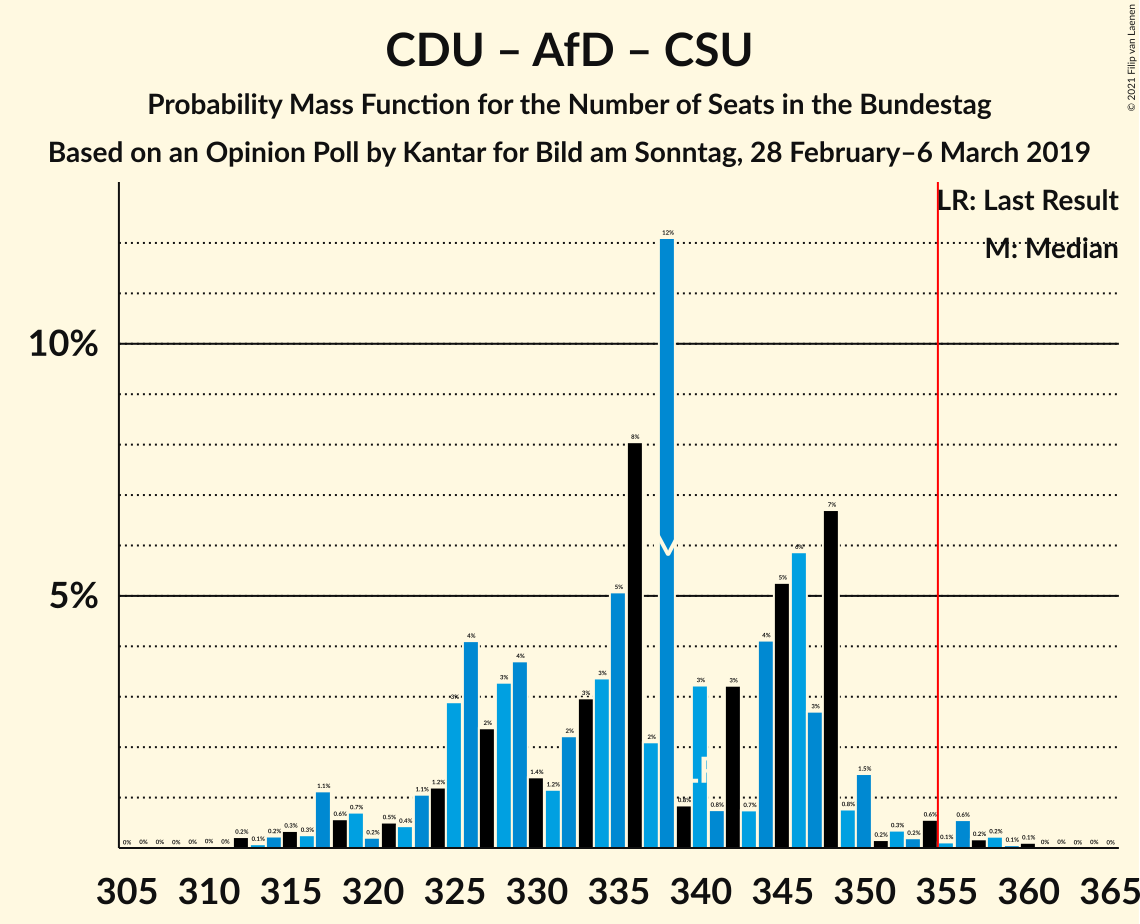 CDU – AfD – CSU
Probability Mass Function for the Number of Seats in the Bundestag
Based on an Opinion Poll by Kantar for Bild am Sonntag, 28 February–6 March 2019
© 2021 Filip van Laenen
LR: Last Result
M: Median
10%
5%
0% 0% 0% 0% 0% 0% 0% 0.2% 0.1% 0.2% 0.3% 0.3% 1.1% 0.6% 0.7% 0.2% 0.5% 0.4% 1.1% 1.2% 3% 4% 2% 3% 4% 1.4% 1.2% 2% 3% 3% 5% 8% 2% 12% 0.8% 3% 0.8% 3% 0.7% 4% 5% 6% 3% 7% 0.8% 1.5% 0.2% 0.3% 0.2% 0.6% 0.1% 0.6% 0.2% 0.2% 0.1% 0.1% 0% 0% 0% 0% 0%
LR
305 310 315 320 325 330 335 340 345 350 355 360 365